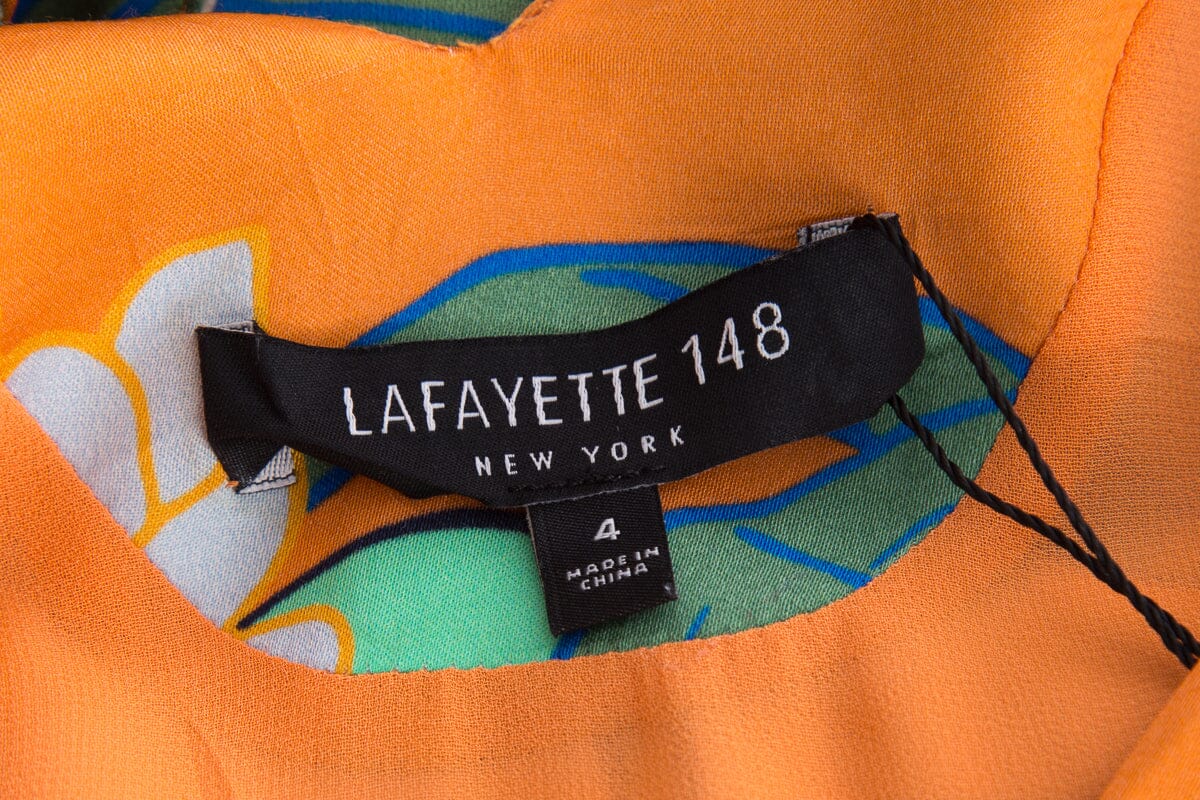 LAFAYETTE 148
NEW YORK
4
MADE IN
CHINA